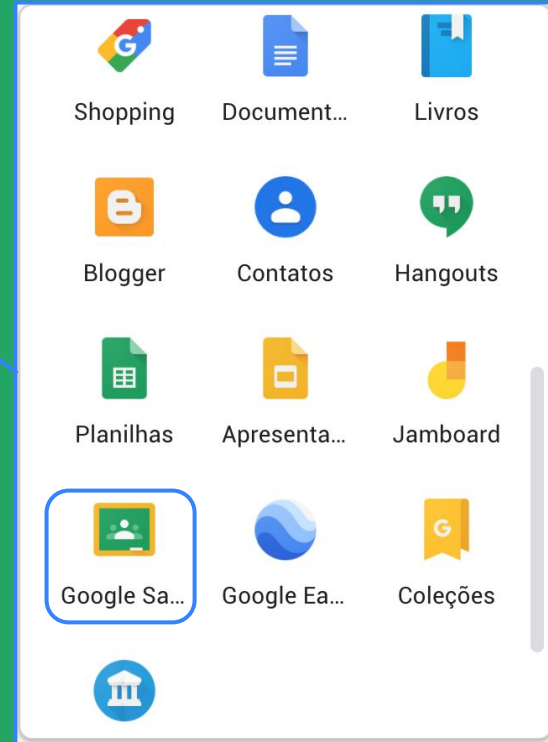 Shopping Document... Livros
Blogger Contatos Hangouts
Planilhas Apresenta... Jamboard
Google Sa... Google Ea... Coleções